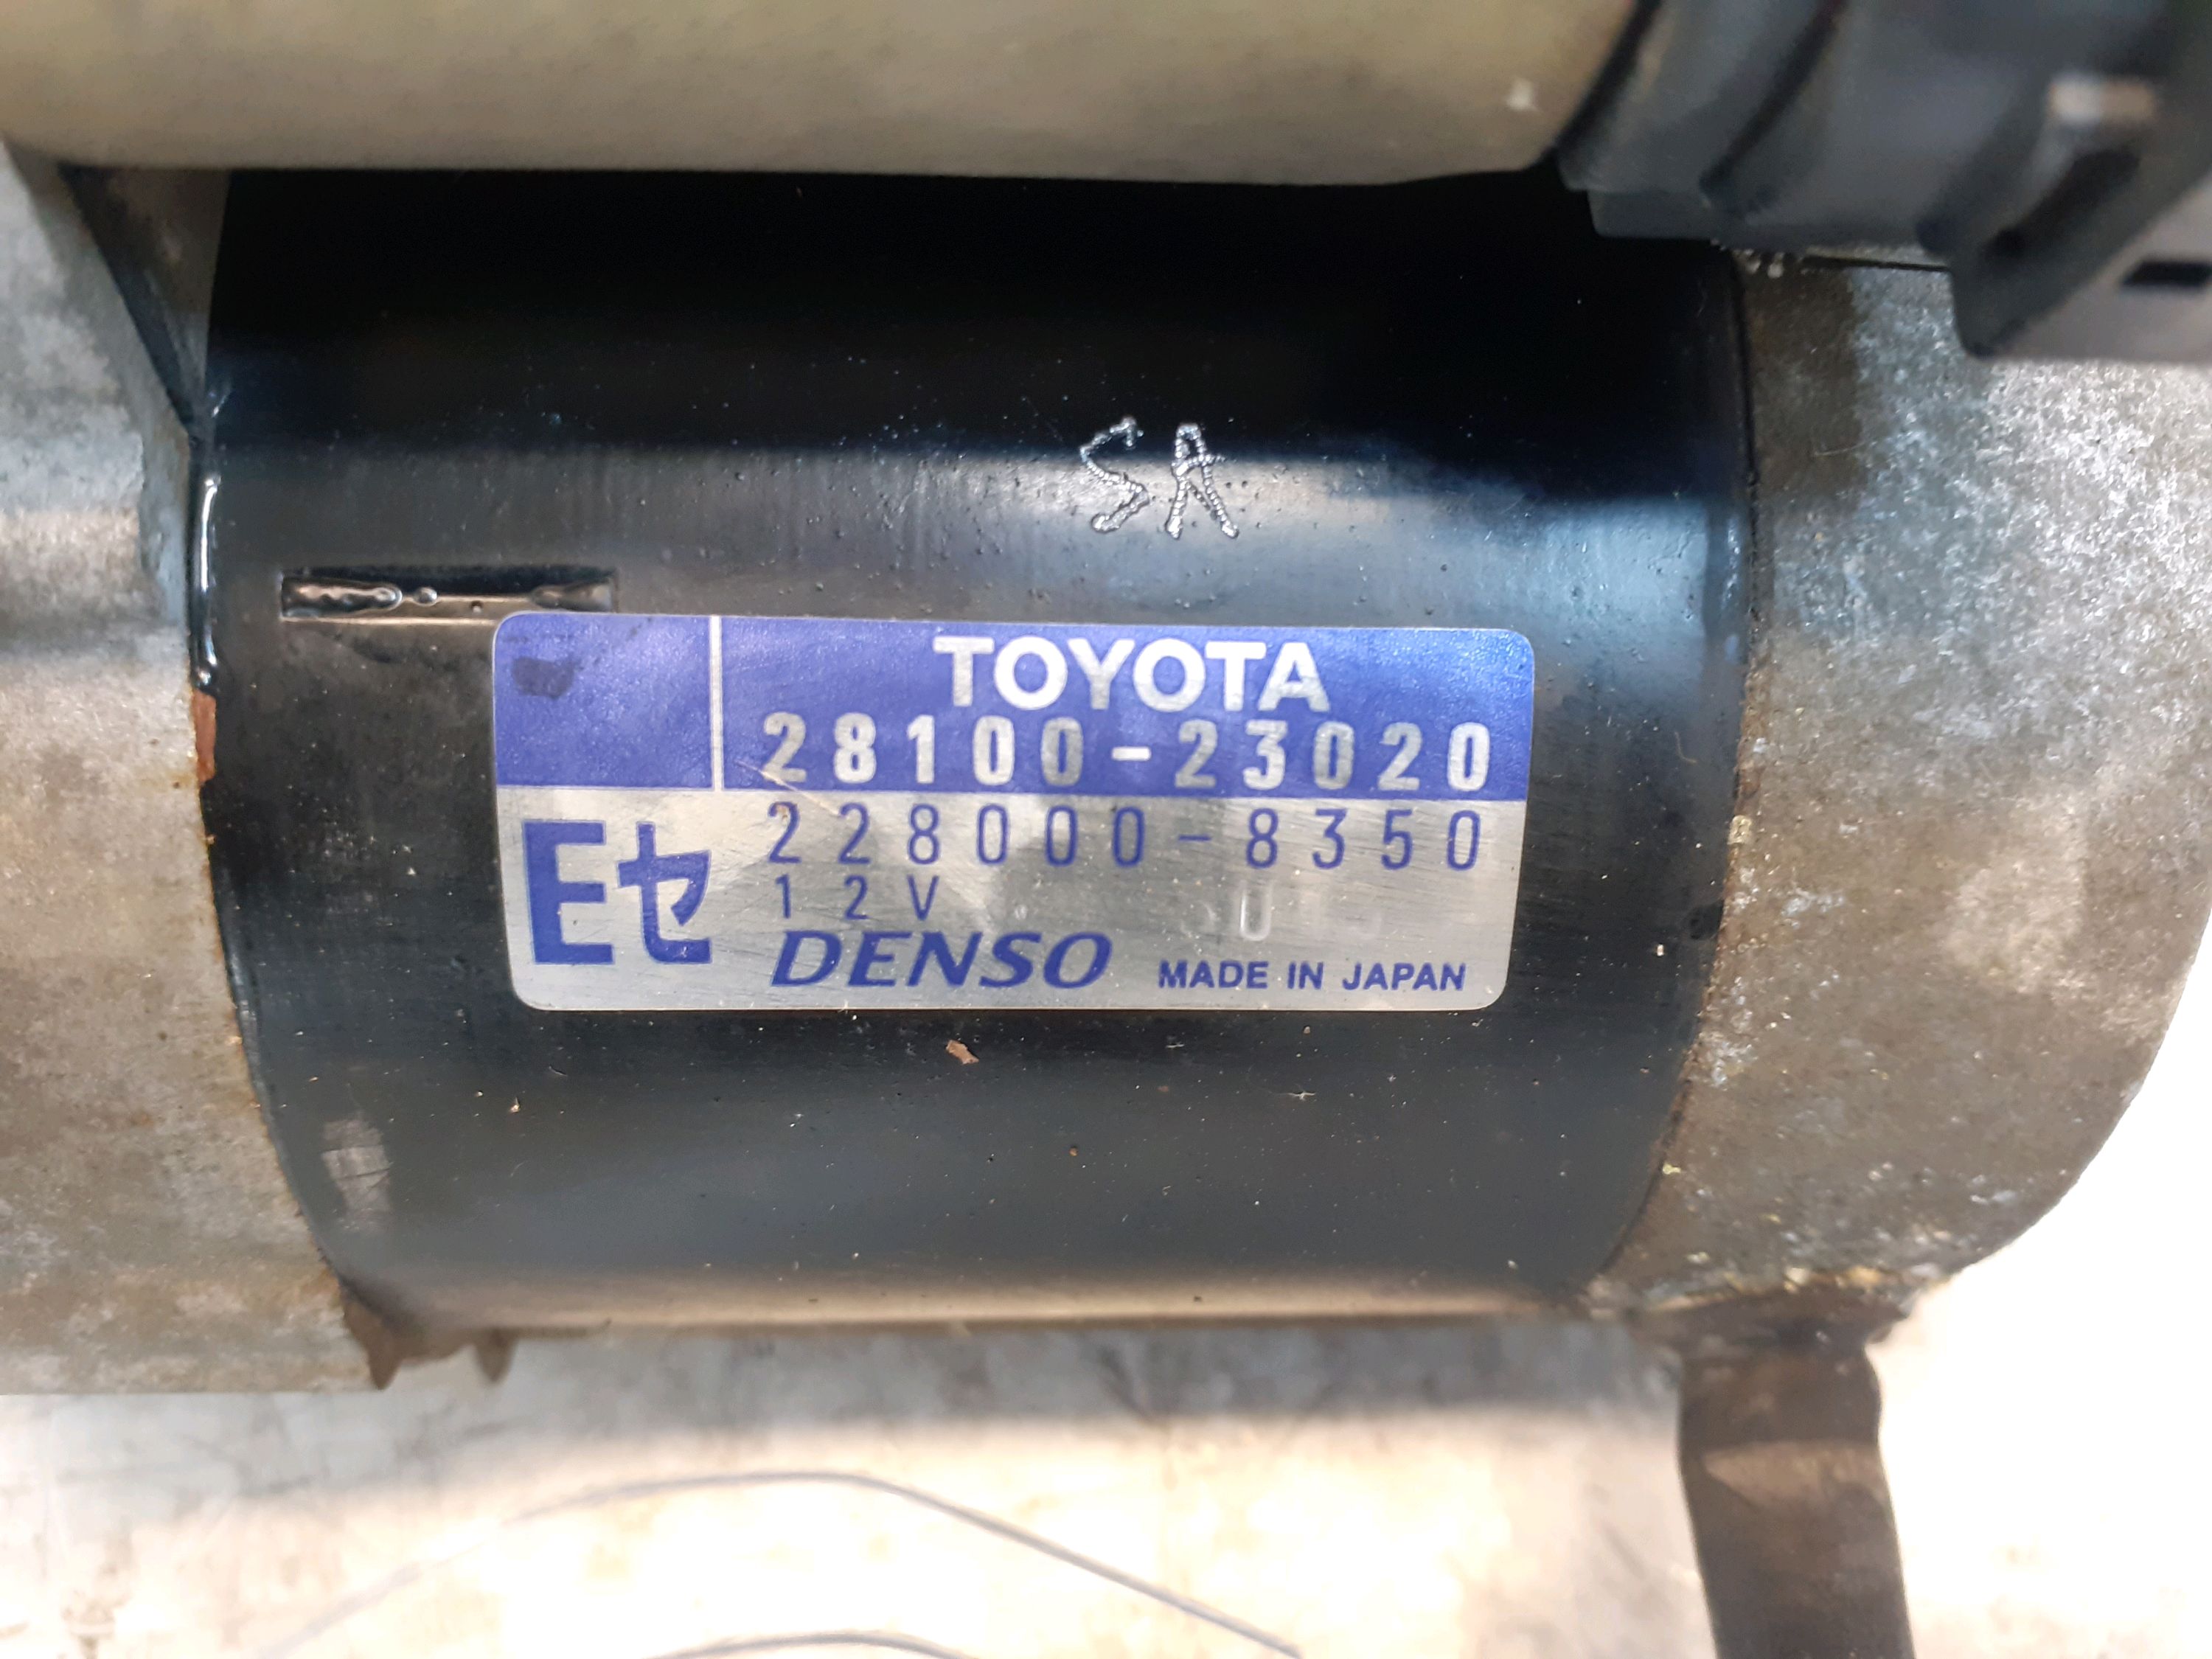 SA
TOYOTA
28100-23020
228000-8350
Eセ
12V U
DENSO MADE IN JAPAN